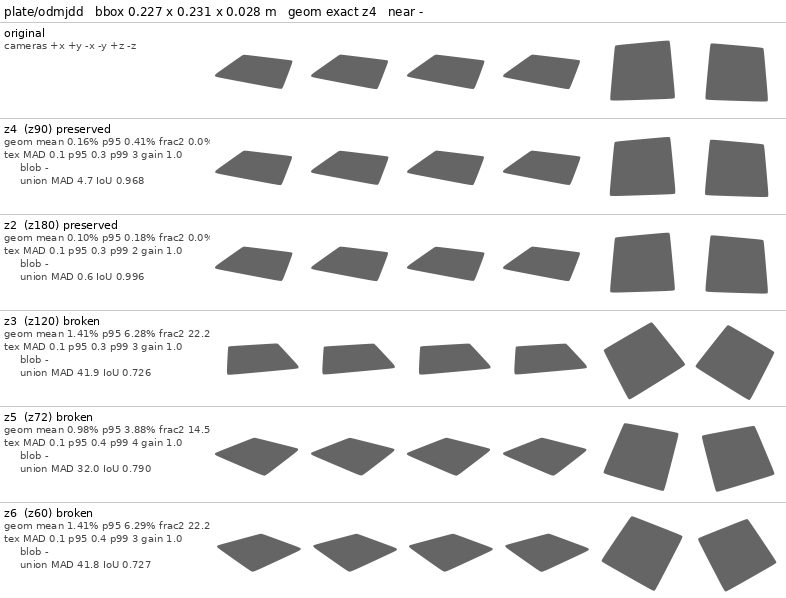 plate/odmjdd   bbox 0.227 x 0.231 x 0.028 m   geom exact z4   near -
original
cameras +x +y -x -y +z -z
z4  (z90) preserved
geom mean 0.16% p95 0.41% frac2 0.0%
tex MAD 0.1 p95 0.3 p99 3 gain 1.0
blob -
union MAD 4.7 IoU 0.968
z2  (z180) preserved
geom mean 0.10% p95 0.18% frac2 0.0%
tex MAD 0.1 p95 0.3 p99 2 gain 1.0
blob -
union MAD 0.6 IoU 0.996
z3  (z120) broken
geom mean 1.41% p95 6.28% frac2 22.2
tex MAD 0.1 p95 0.3 p99 3 gain 1.0
blob -
union MAD 41.9 IoU 0.726
z5  (z72) broken
geom mean 0.98% p95 3.88% frac2 14.5
tex MAD 0.1 p95 0.4 p99 4 gain 1.0
blob -
union MAD 32.0 IoU 0.790
z6  (z60) broken
geom mean 1.41% p95 6.29% frac2 22.2
tex MAD 0.1 p95 0.4 p99 3 gain 1.0
blob -
union MAD 41.8 IoU 0.727